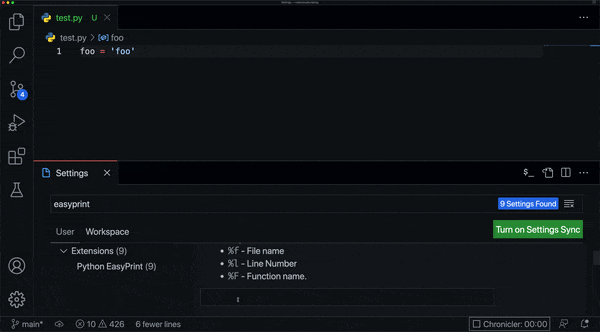 test.py U
test.py > foo
1 foo = 'foo'
4
Settings
$_
easyprint
9 Settings Found
User Workspace
Turn on Settings Sync
Extensions (9)
Python EasyPrint (9)
%f - File name
%l - Line Number
%F - Function name.
main* 10 426 6 fewer lines Chronicler: 00:00